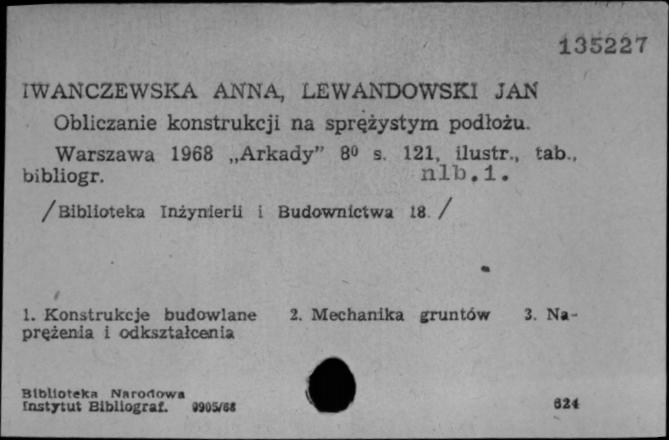 135227
IWANCZEWSKA ANNA, LEWANDOWSKI JAN
Obliczanie konstrukcji na sprężystym podłożu.
Warszawa 1968 „Arkady” 8⁰ s. 121, ilustr., tab.,
bibliogr. nlb.1.
/Biblioteka Inżynierii i Budownictwa 18. /
1. Konstrukcje budowlane 2. Mechanika gruntów 3. Na-
prężenia i odkształcenia
Biblioteka Narodowa
Instytut Bibliograf. 9905/68 624